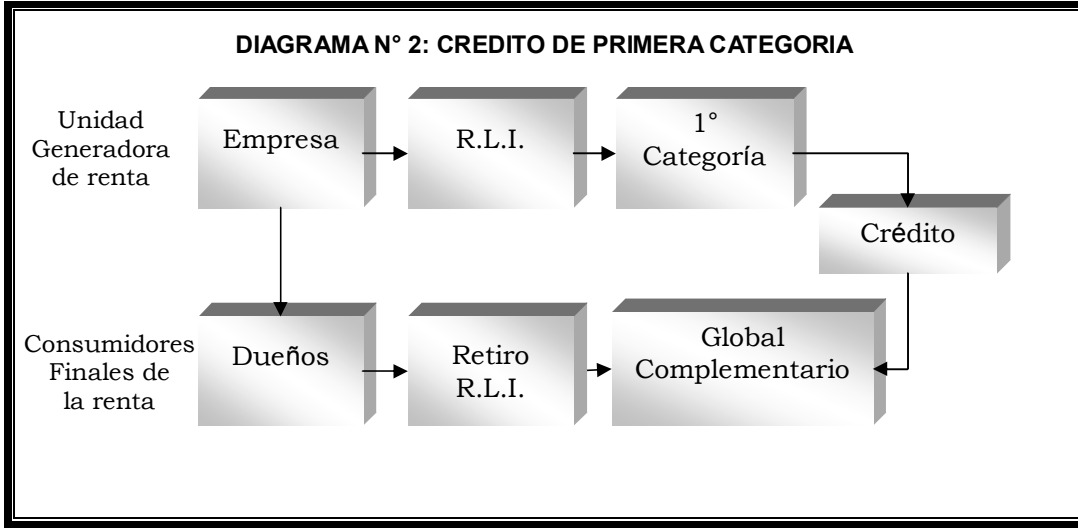 DIAGRAMA N° 2: CREDITO DE PRIMERA CATEGORIA
Unidad
Generadora
de renta
Empresa
R.L.I.
1°
Categoría
Crédito
Consumidores
Finales de
la renta
Dueños
Retiro
R.L.I.
Global
Complementario